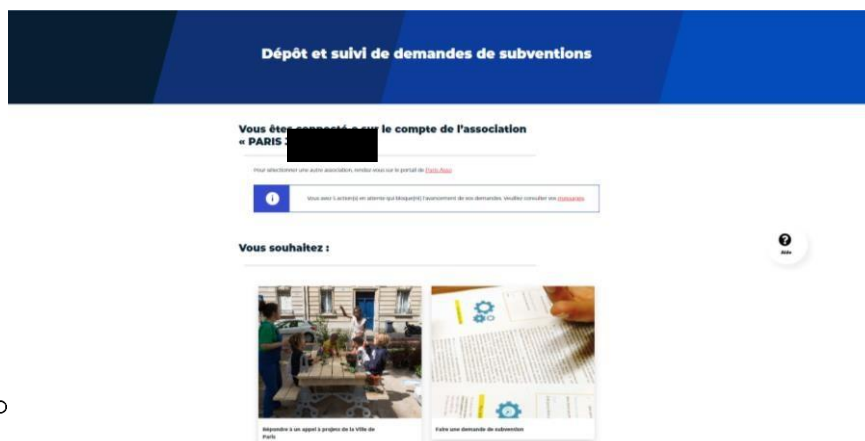 Dépôt et suivi de demandes de subventions
Vous êtes sur le compte de l'association
« PARIS
Pour sélectionner une autre association, rendez-vous sur le portail de Paris Asso
i
Vous avez action(s) en attente qui bloque(nt) l'avancement de vos demandes. Veuillez consulter vos messages
?
Aide
Vous souhaitez :
Répondre à un appel à projets de la Ville de
Paris
Faire une demande de subvention